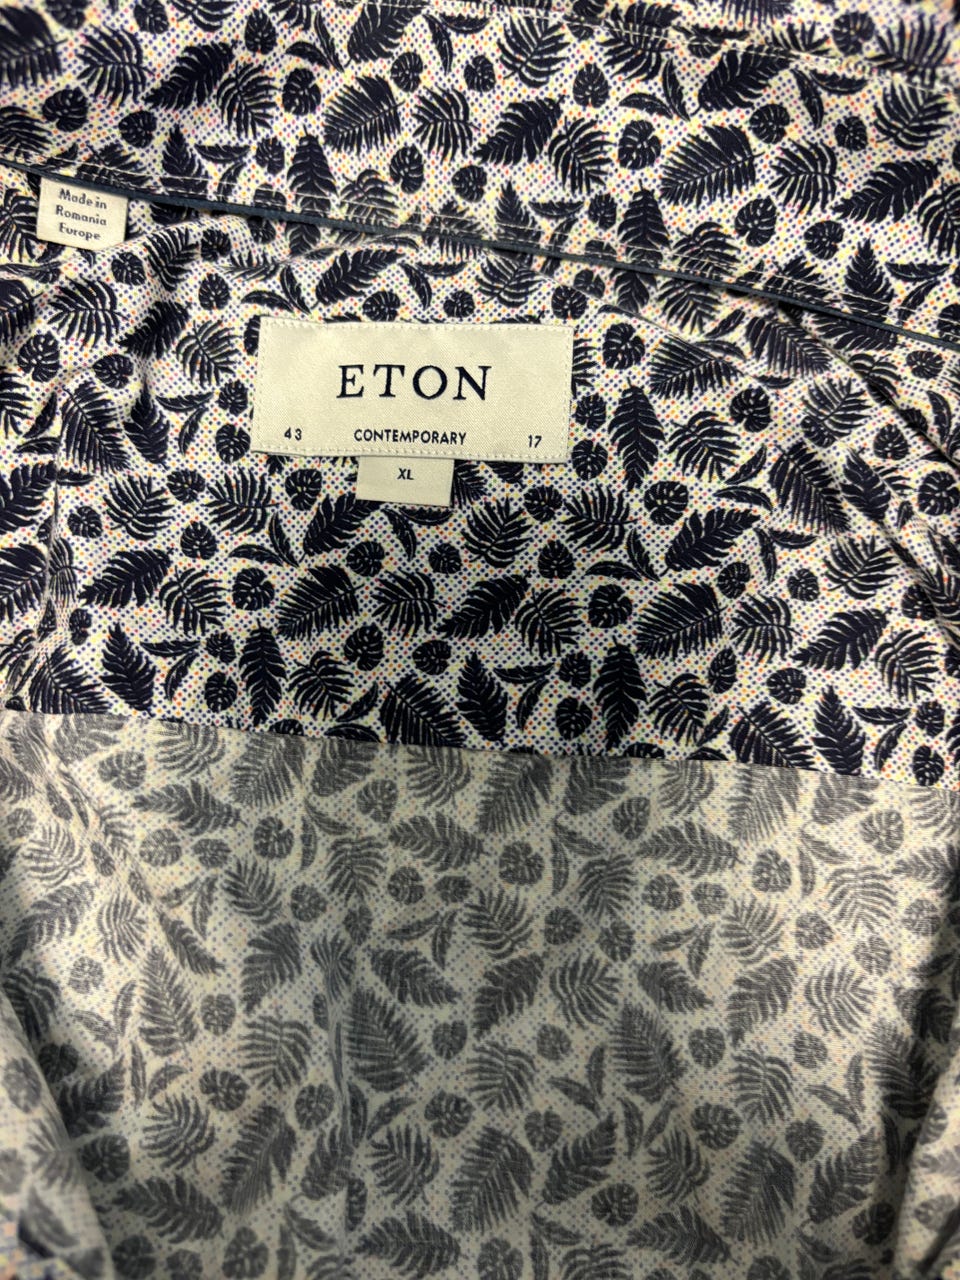 Made in
Romania
Europe
ETON
43 CONTEMPORARY 17
XL